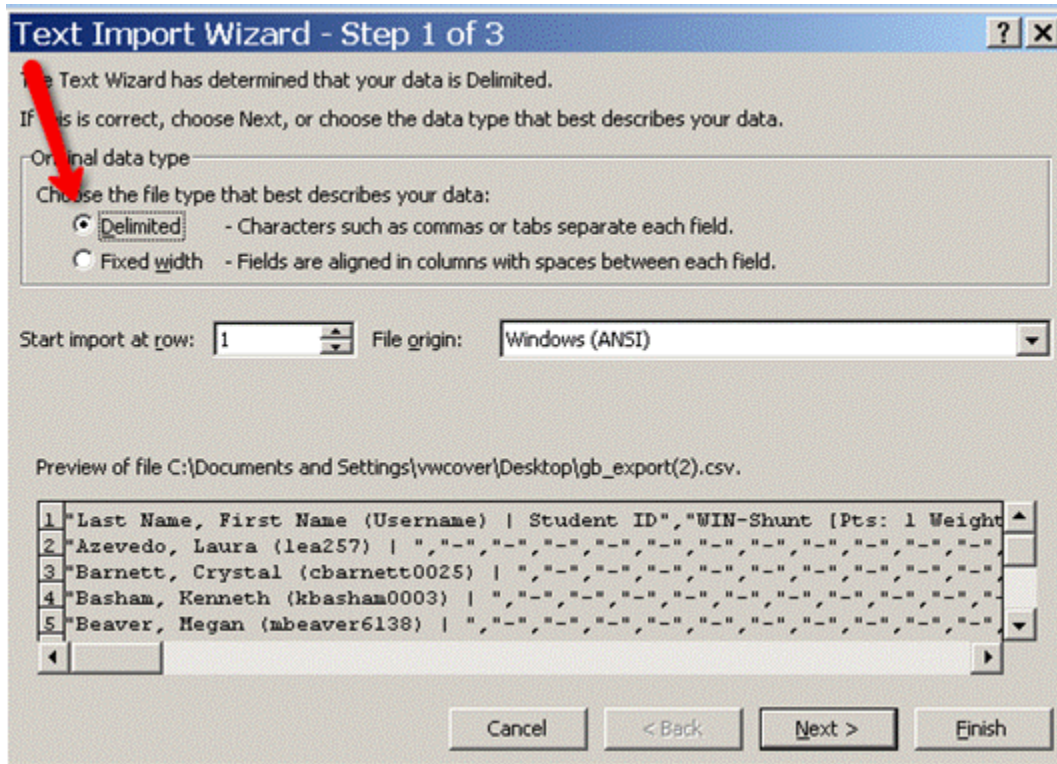 Text Import Wizard - Step 1 of 3
The Text Wizard has determined that your data is Delimited.
If this is correct, choose Next, or choose the data type that best describes your data.
Original data type
Choose the file type that best describes your data:
Delimited - Characters such as commas or tabs separate each field.
Fixed width - Fields are aligned in columns with spaces between each field.
Start import at row: 1 File origin: Windows (ANSI)
Preview of file C:\Documents and Settings\vwcover\Desktop\gb_export(2).csv.
1 "Last Name, First Name (Username) | Student ID","WIN-Shunt [Pts: 1 Weight
2 "Azevedo, Laura (lea257) | ","-","-","-","-","-","-","-","-","-","-",
3 "Barnett, Crystal (cbarnett0025) | ","-","-","-","-","-","-","-","-",
4 "Basham, Kenneth (kbasham0003) | ","-","-","-","-","-","-","-","-","-
5 "Beaver, Megan (mbeaver6138) | ","-","-","-","-","-","-","-","-","-",
Cancel < Back Next > Finish